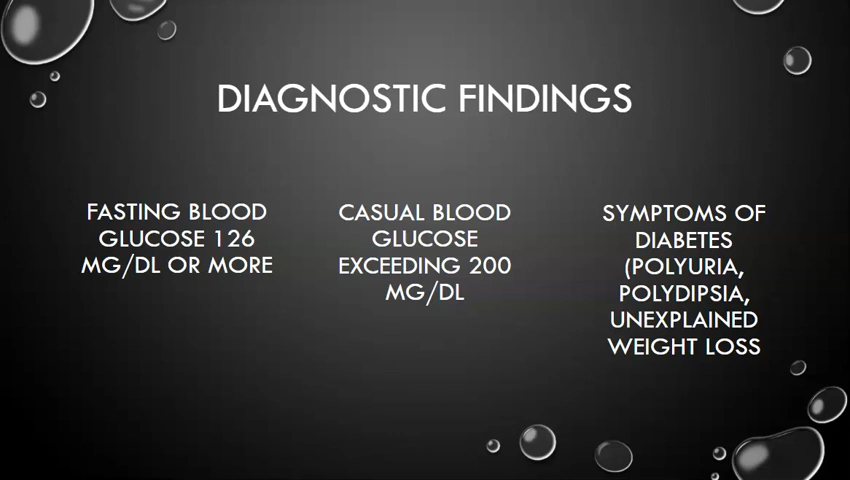 DIAGNOSTIC FINDINGS
FASTING BLOOD
GLUCOSE 126
MG/DL OR MORE
CASUAL BLOOD
GLUCOSE
EXCEEDING 200
MG/DL
SYMPTOMS OF
DIABETES
(POLYURIA,
POLYDIPSIA,
UNEXPLAINED
WEIGHT LOSS